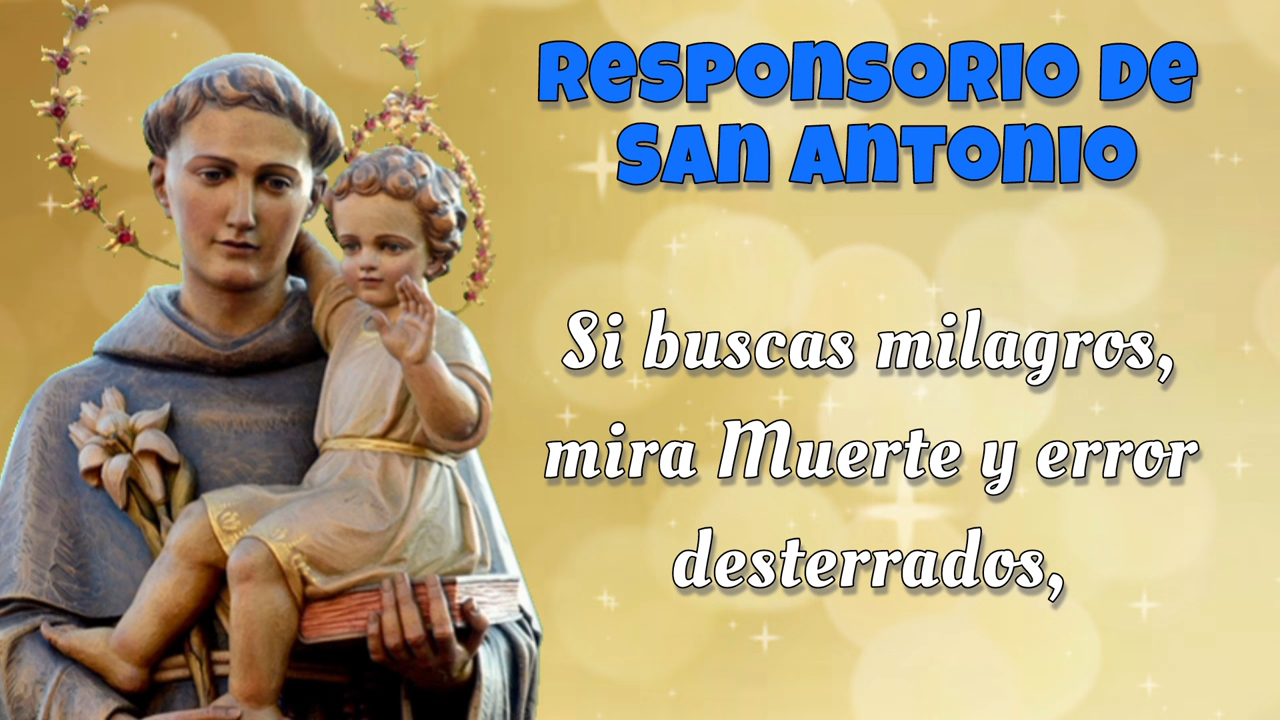 Responsorio de
San Antonio
Si buscas milagros,
mira Muerte y error
desterrados,